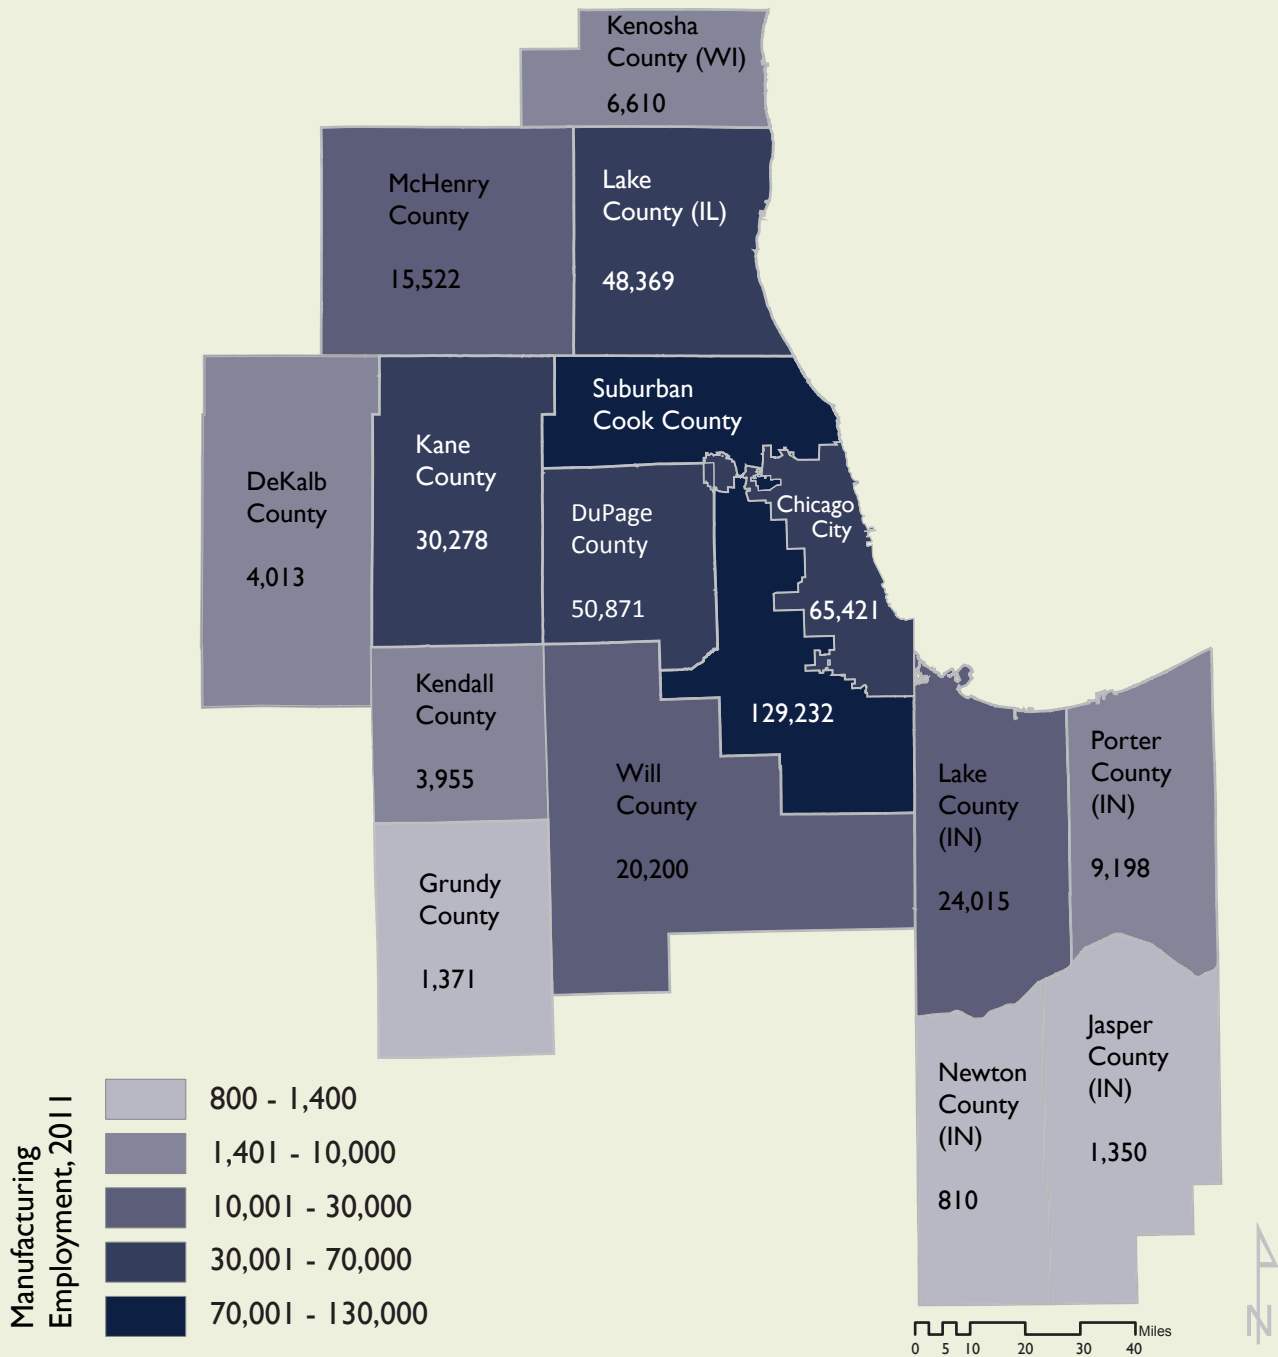 Kenosha
County (WI)
6,610
McHenry
County
15,522
Lake
County (IL)
48,369
Suburban
Cook County
129,232
DeKalb
County
4,013
Kane
County
30,278
DuPage
County
50,871
Chicago
City
65,421
Kendall
County
3,955
Will
County
20,200
Lake
County
(IN)
24,015
Porter
County
(IN)
9,198
Grundy
County
1,371
Newton
County
(IN)
810
Jasper
County
(IN)
1,350
Manufacturing
Employment, 2011
800 - 1,400
1,401 - 10,000
10,001 - 30,000
30,001 - 70,000
70,001 - 130,000
N
Miles
0 5 10 20 30 40